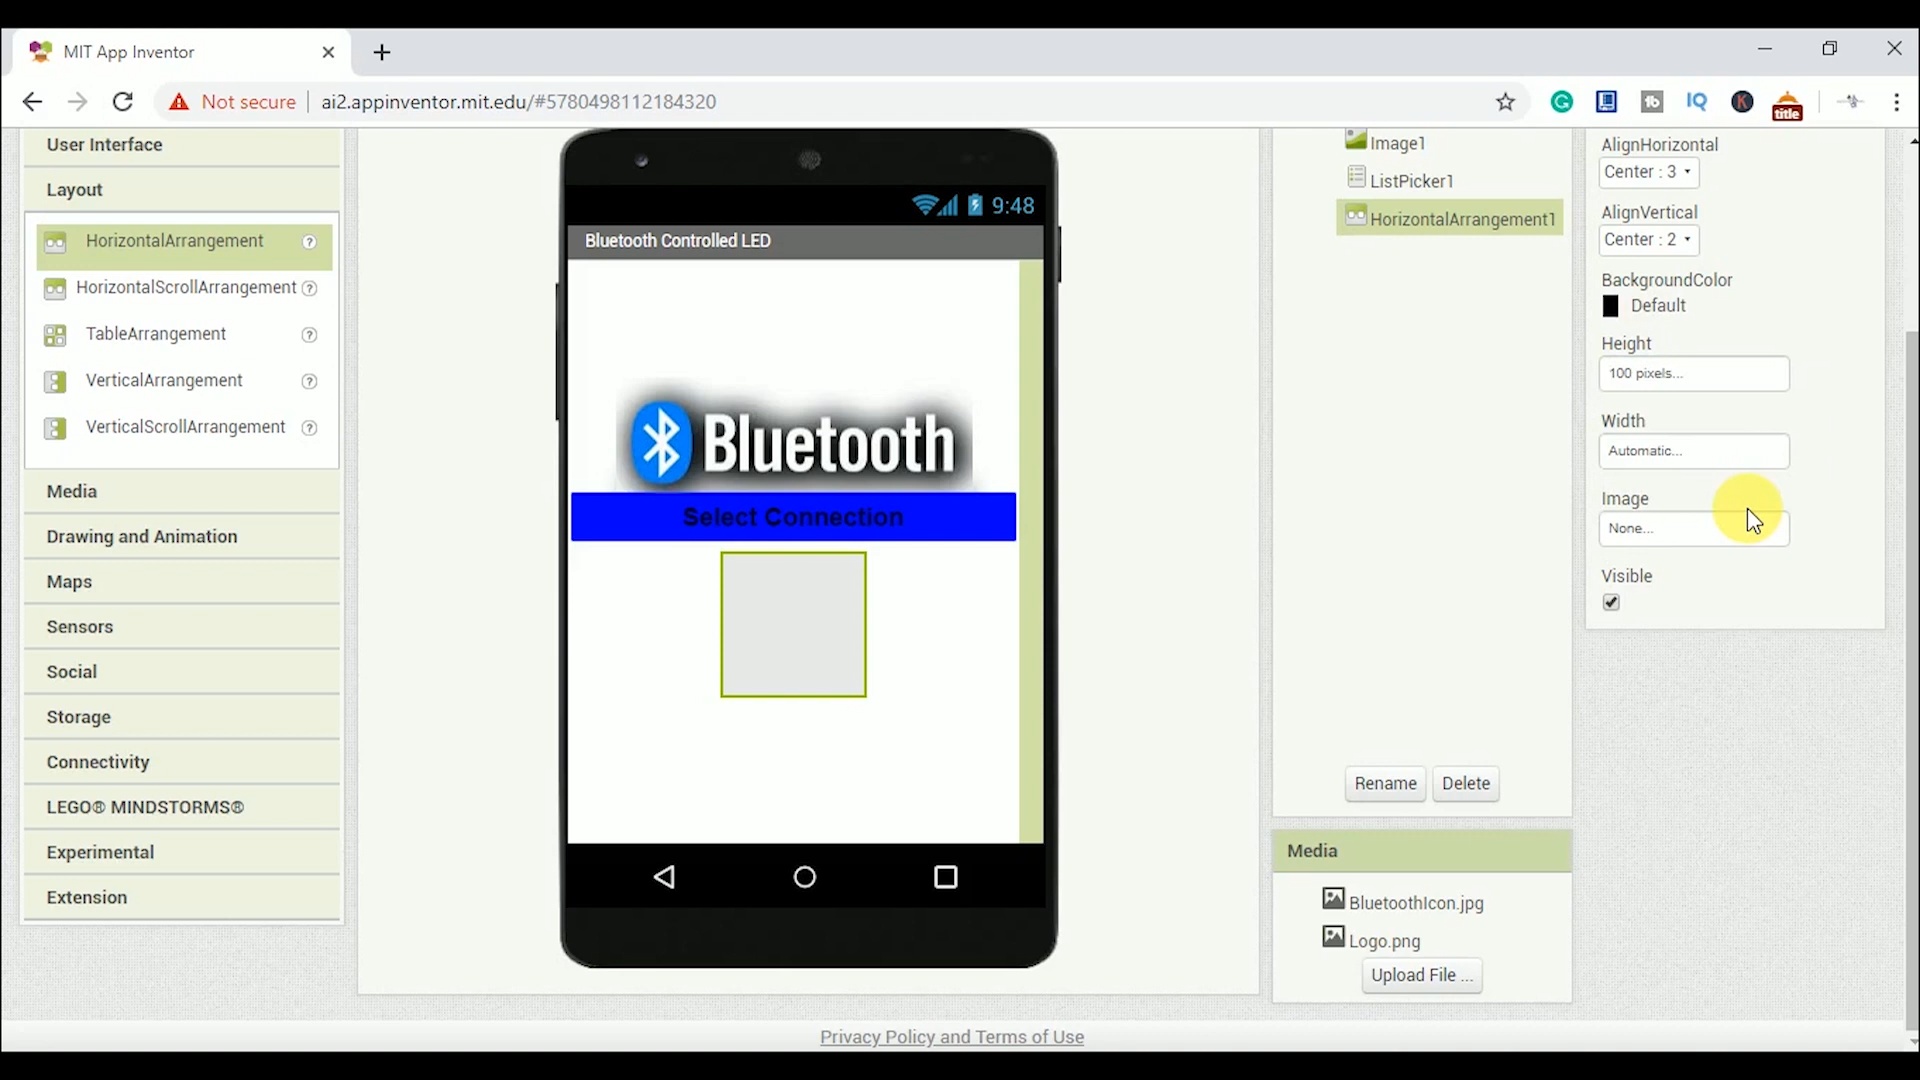 MIT App Inventor
Not secure
ai2.appinventor.mit.edu/#5780498112184320
IQ
K
title
User Interface
Layout
HorizontalArrangement
HorizontalScrollArrangement
TableArrangement
VerticalArrangement
VerticalScrollArrangement
Media
Drawing and Animation
Maps
Sensors
Social
Storage
Connectivity
LEGO® MINDSTORMS®
Experimental
Extension
9:48
Bluetooth Controlled LED
Bluetooth
Select Connection
Image1
ListPicker1
HorizontalArrangement1
Rename
Delete
Media
BluetoothIcon.jpg
Logo.png
Upload File ...
AlignHorizontal
Center : 3
AlignVertical
Center : 2
BackgroundColor
Default
Height
100 pixels...
Width
Automatic...
Image
None...
Visible
Privacy Policy and Terms of Use